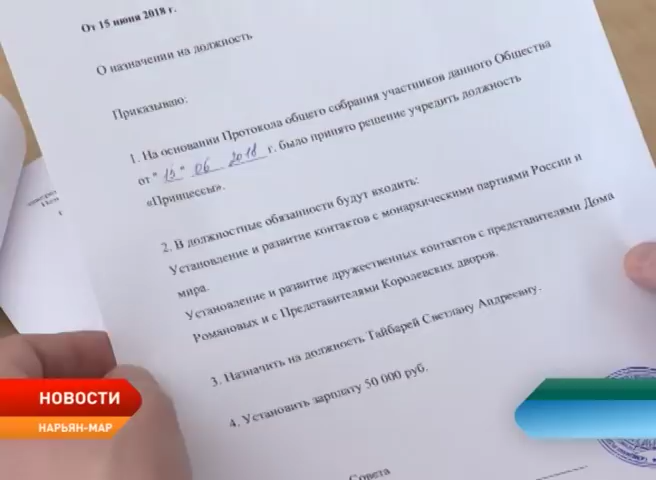 От 15 июня 2018 г.
О назначении на должность
Приказываю:
1. На основании Протокола общего собрания участников данного Общества
от " 15 " 06 2018 г. было принято решение учредить должность
«Принцессы».
2. В должностные обязанности будут входить:
Установление и развитие контактов с монархическими партиями России и
мира.
Установление и развитие дружественных контактов с представителями Дома
Романовых и с Представителями Королевских дворов.
3. Назначить на должность Тайбарей Светлану Андреевну.
4. Установить зарплату 50 000 руб.
Совета
НОВОСТИ
НАРЬЯН-МАР